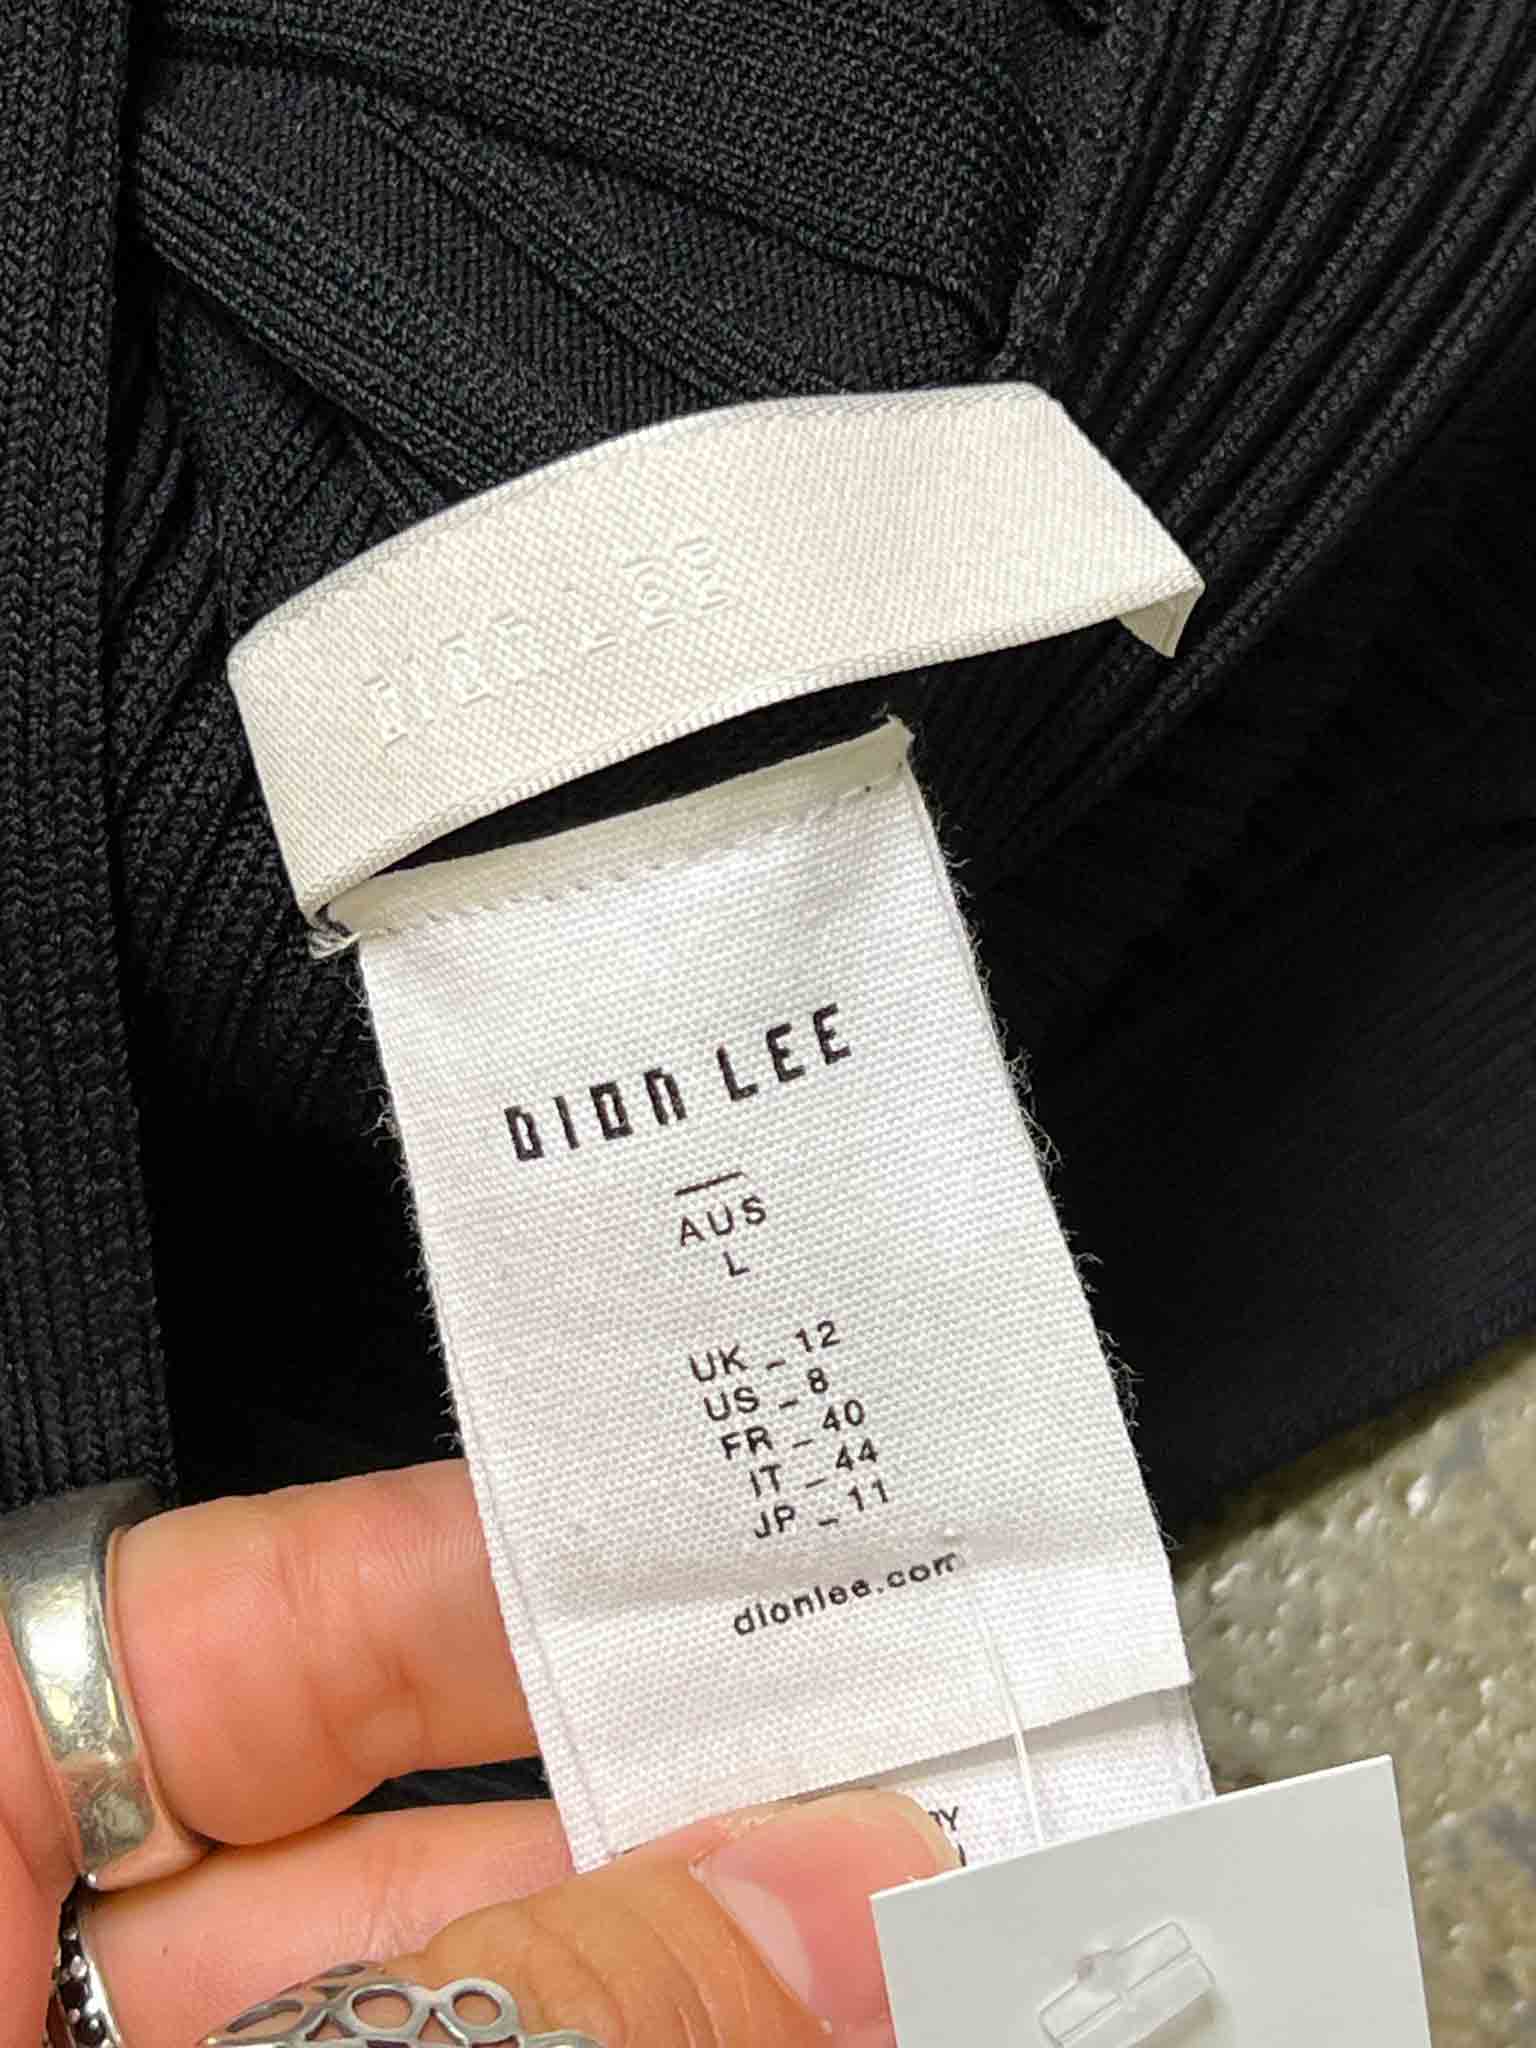 DION LEE
AUS
L
UK - 12
US - 8
FR - 40
IT - 44
JP - 11
dionlee.com